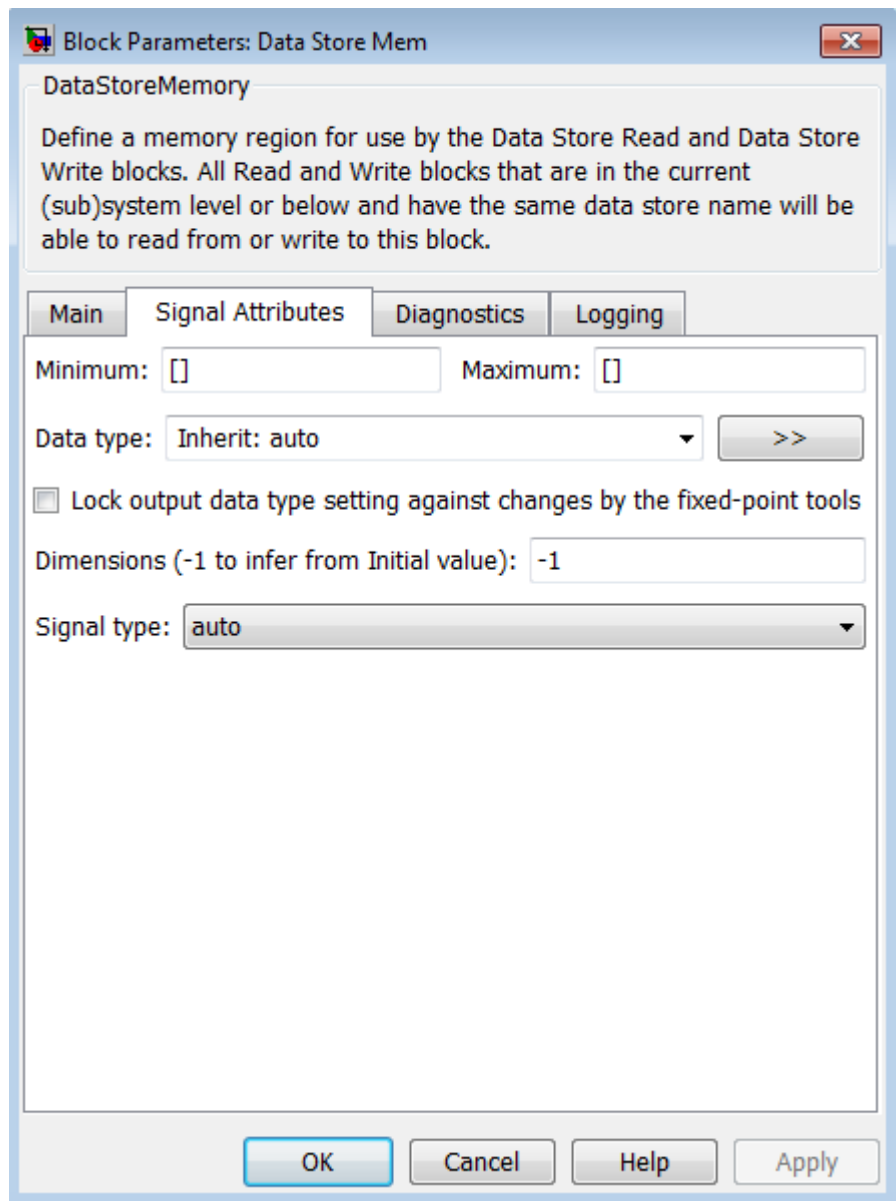 Block Parameters: Data Store Mem
DataStoreMemory
Define a memory region for use by the Data Store Read and Data Store
Write blocks. All Read and Write blocks that are in the current
(sub)system level or below and have the same data store name will be
able to read from or write to this block.
Main Signal Attributes Diagnostics Logging
Minimum: [] Maximum: []
Data type: Inherit: auto >>
Lock output data type setting against changes by the fixed-point tools
Dimensions (-1 to infer from Initial value): -1
Signal type: auto
OK Cancel Help Apply